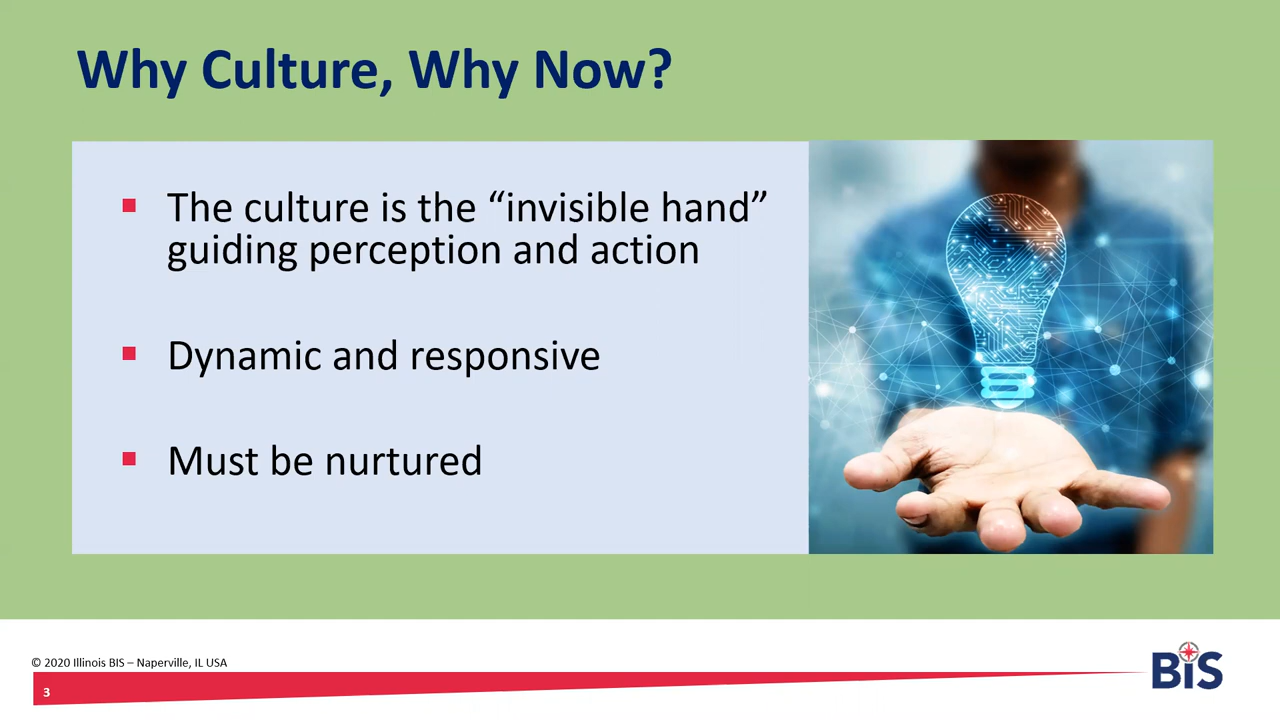 Why Culture, Why Now?
▪ The culture is the “invisible hand”
guiding perception and action
▪ Dynamic and responsive
▪ Must be nurtured
© 2020 Illinois BIS – Naperville, IL USA
3
BIS